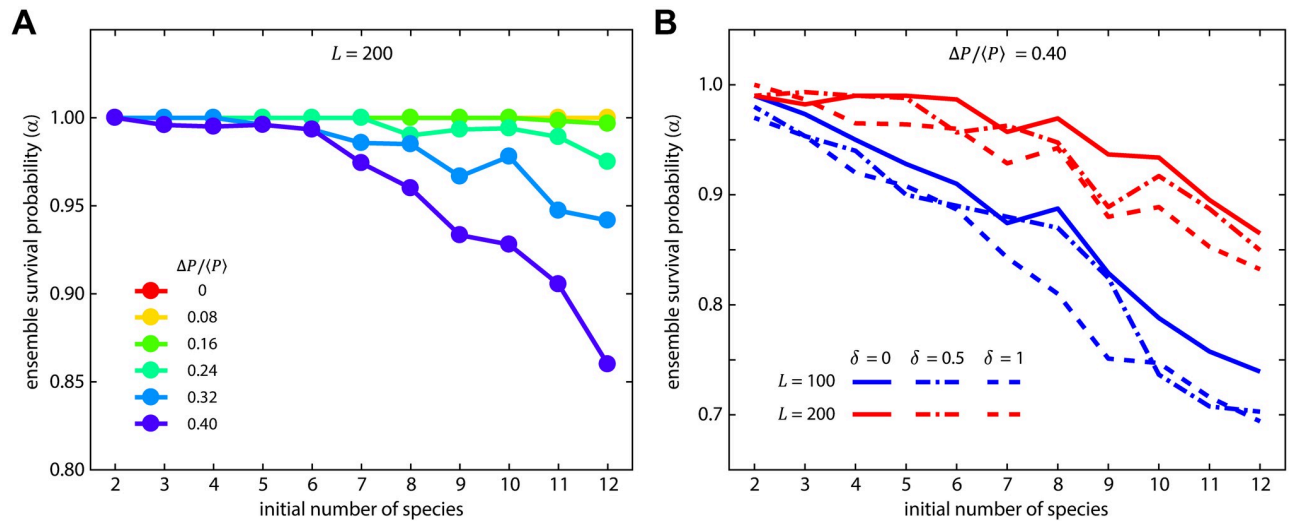 A
L = 200
ensemble survival probability (α)
1.00
0.95
0.90
0.85
0.80
ΔP/⟨P⟩
0
0.08
0.16
0.24
0.32
0.40
2 3 4 5 6 7 8 9 10 11 12
initial number of species
B
ΔP/⟨P⟩ = 0.40
ensemble survival probability (α)
1.0
0.9
0.8
0.7
δ = 0 δ = 0.5 δ = 1
L = 100
L = 200
2 3 4 5 6 7 8 9 10 11 12
initial number of species